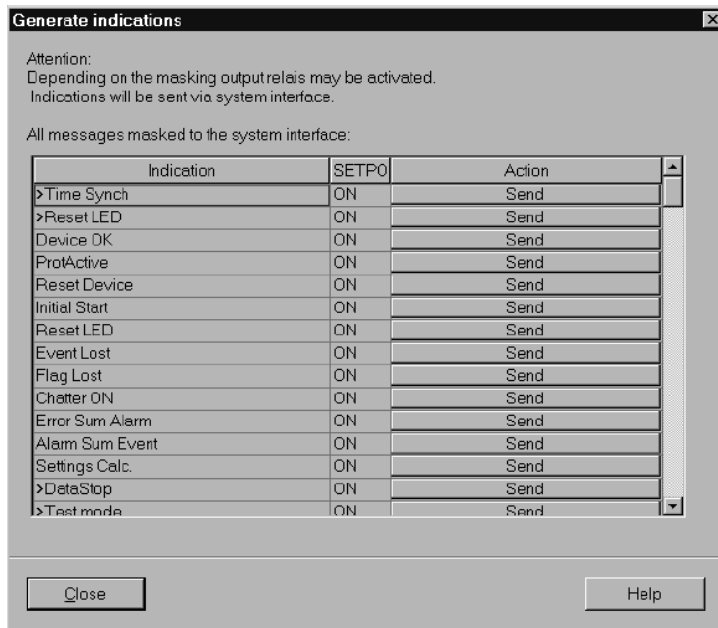 Generate indications
Attention:
Depending on the masking output relais may be activated.
Indications will be sent via system interface.
All messages masked to the system interface:
Indication SETPO Action
>Time Synch ON Send
>Reset LED ON Send
Device OK ON Send
ProtActive ON Send
Reset Device ON Send
Initial Start ON Send
Reset LED ON Send
Event Lost ON Send
Flag Lost ON Send
Chatter ON ON Send
Error Sum Alarm ON Send
Alarm Sum Event ON Send
Settings Calc. ON Send
>DataStop ON Send
>Test mode ON Send
Close Help